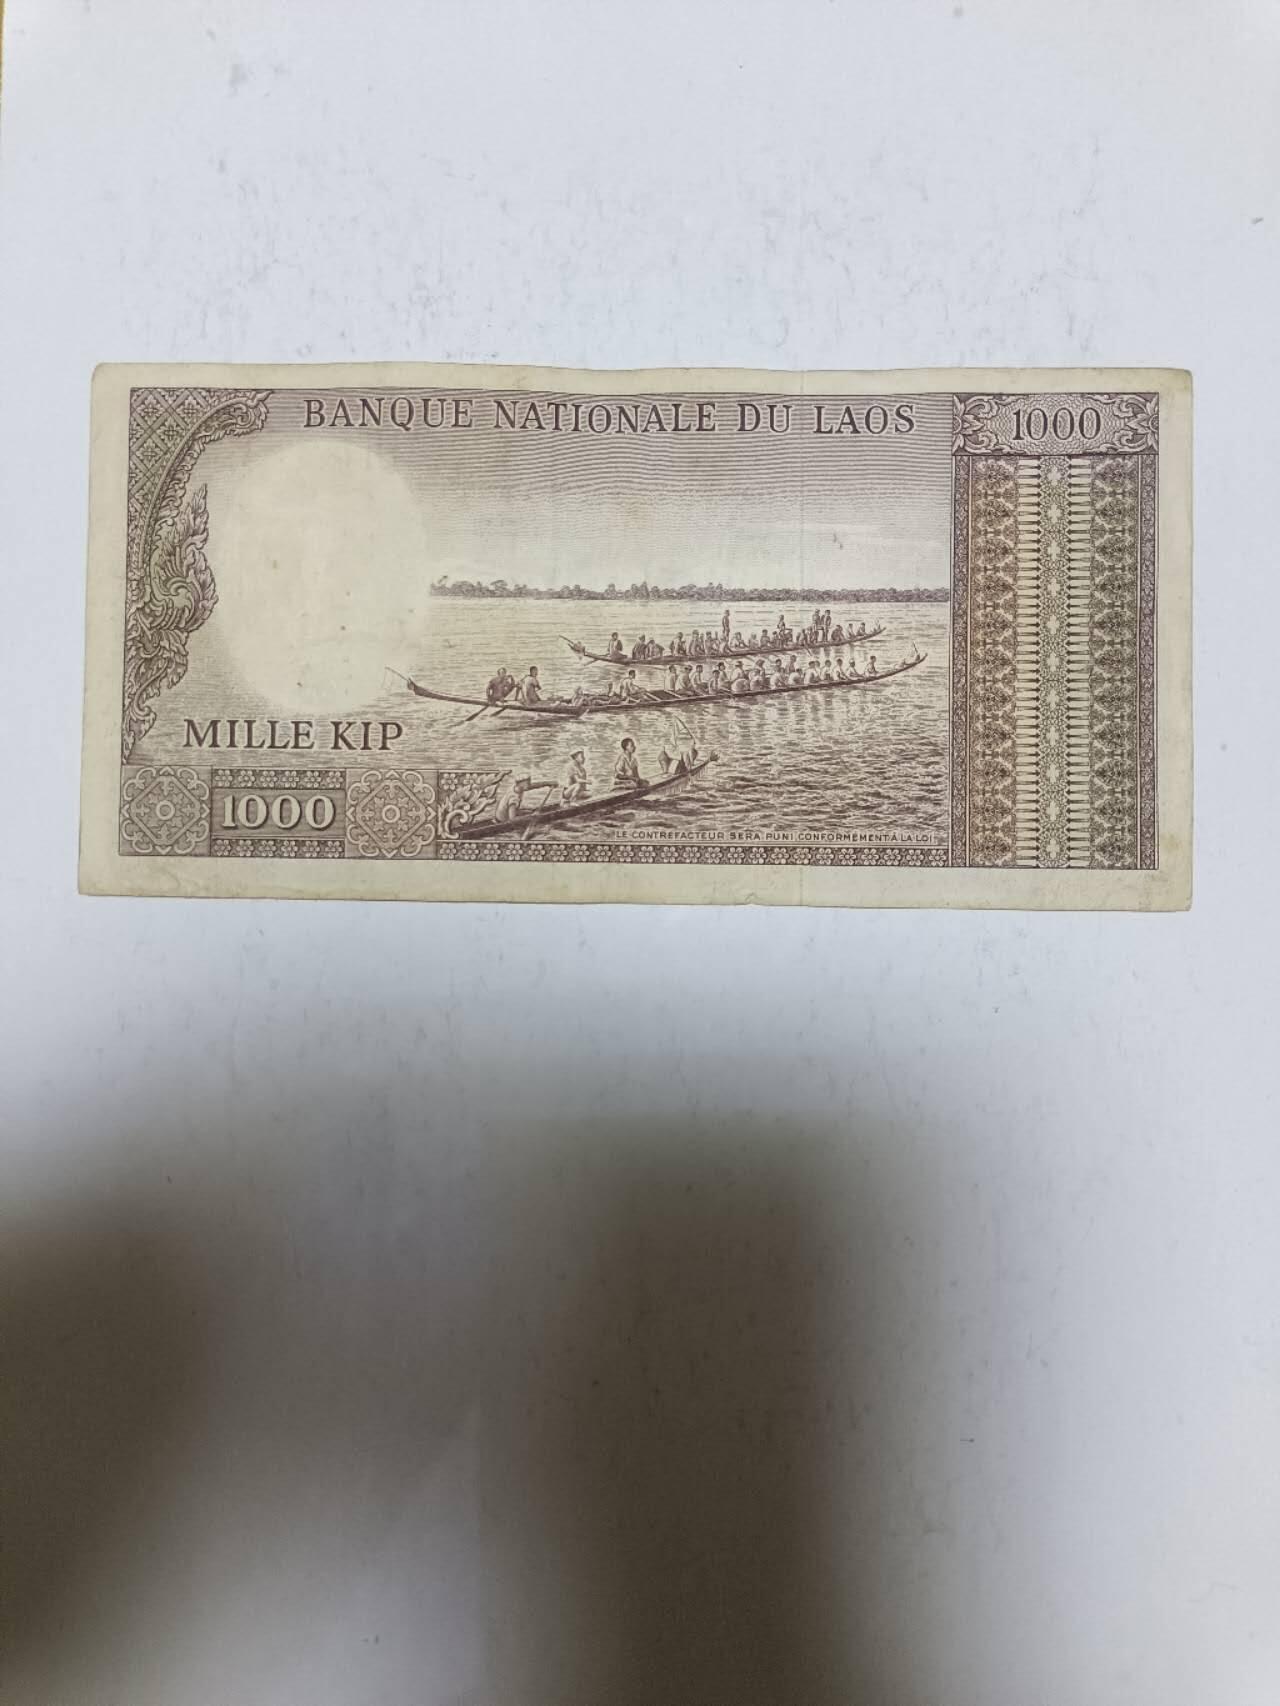 BANQUE NATIONALE DU LAOS
1000
MILLE KIP
1000
LE CONTREFACTEUR SERA PUNI CONFORMEMENT À LA LOI